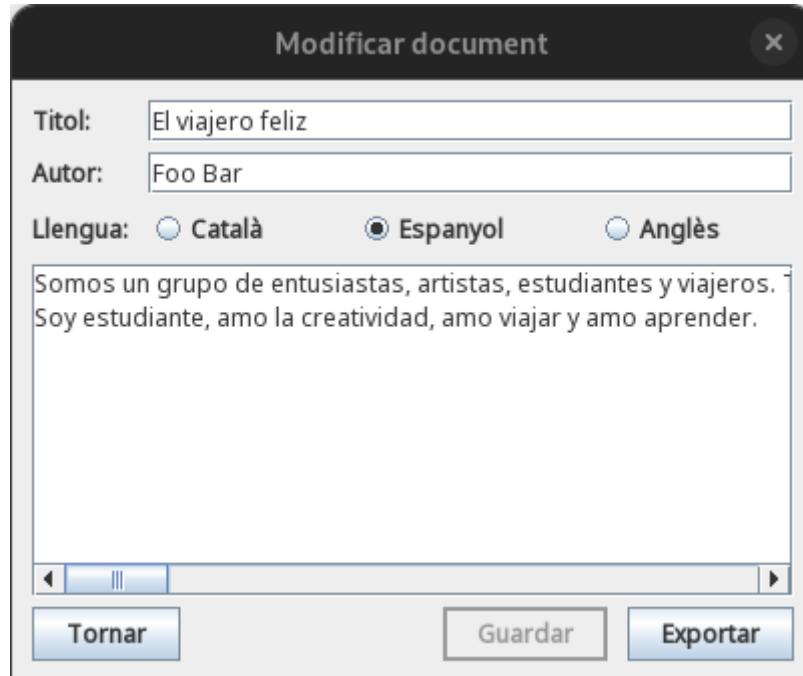 Modificar document
Titol: El viajero feliz
Autor: Foo Bar
Llengua: Català Espanyol Anglès
Somos un grupo de entusiastas, artistas, estudiantes y viajeros.
Soy estudiante, amo la creatividad, amo viajar y amo aprender.
Tornar Guardar Exportar